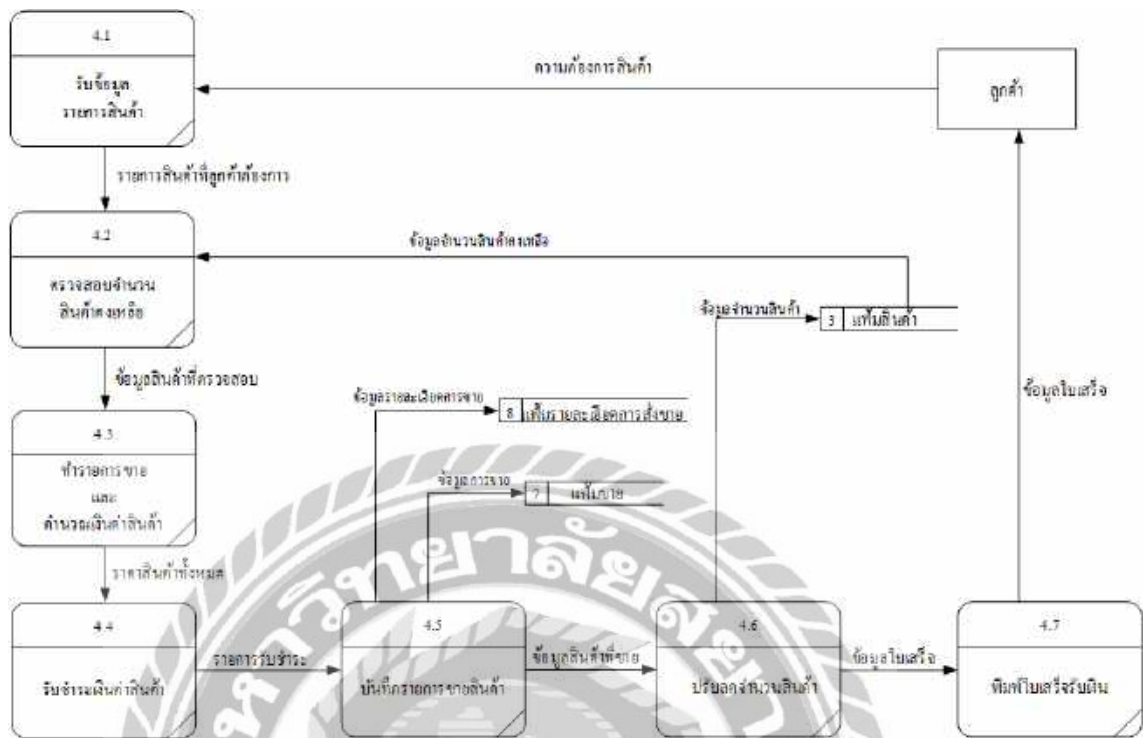 4.1
รับข้อมูล
รายการสินค้า
ความต้องการสินค้า
ลูกค้า
รายการสินค้าที่ลูกค้าต้องการ
4.2
ตรวจสอบจำนวน
สินค้าคงเหลือ
ข้อมูลจำนวนสินค้าคงเหลือ
ข้อมูลจำนวนสินค้า
3 แฟ้มสินค้า
ข้อมูลสินค้าที่ตรวจสอบ
ข้อมูลรายละเอียดการขาย
8 แฟ้มรายละเอียดการสั่งขาย
ข้อมูลใบเสร็จ
4.3
ทำรายการขาย
และ
คำนวณเงินค่าสินค้า
ข้อมูลการขาย
7 แฟ้มขาย
ราคาสินค้าทั้งหมด
4.4
รับชำระเงินค่าสินค้า
รายการรับชำระ
4.5
บันทึกรายการขายสินค้า
ข้อมูลสินค้าที่ขาย
4.6
ปรับลดจำนวนสินค้า
ข้อมูลใบเสร็จ
4.7
พิมพ์ใบเสร็จรับเงิน